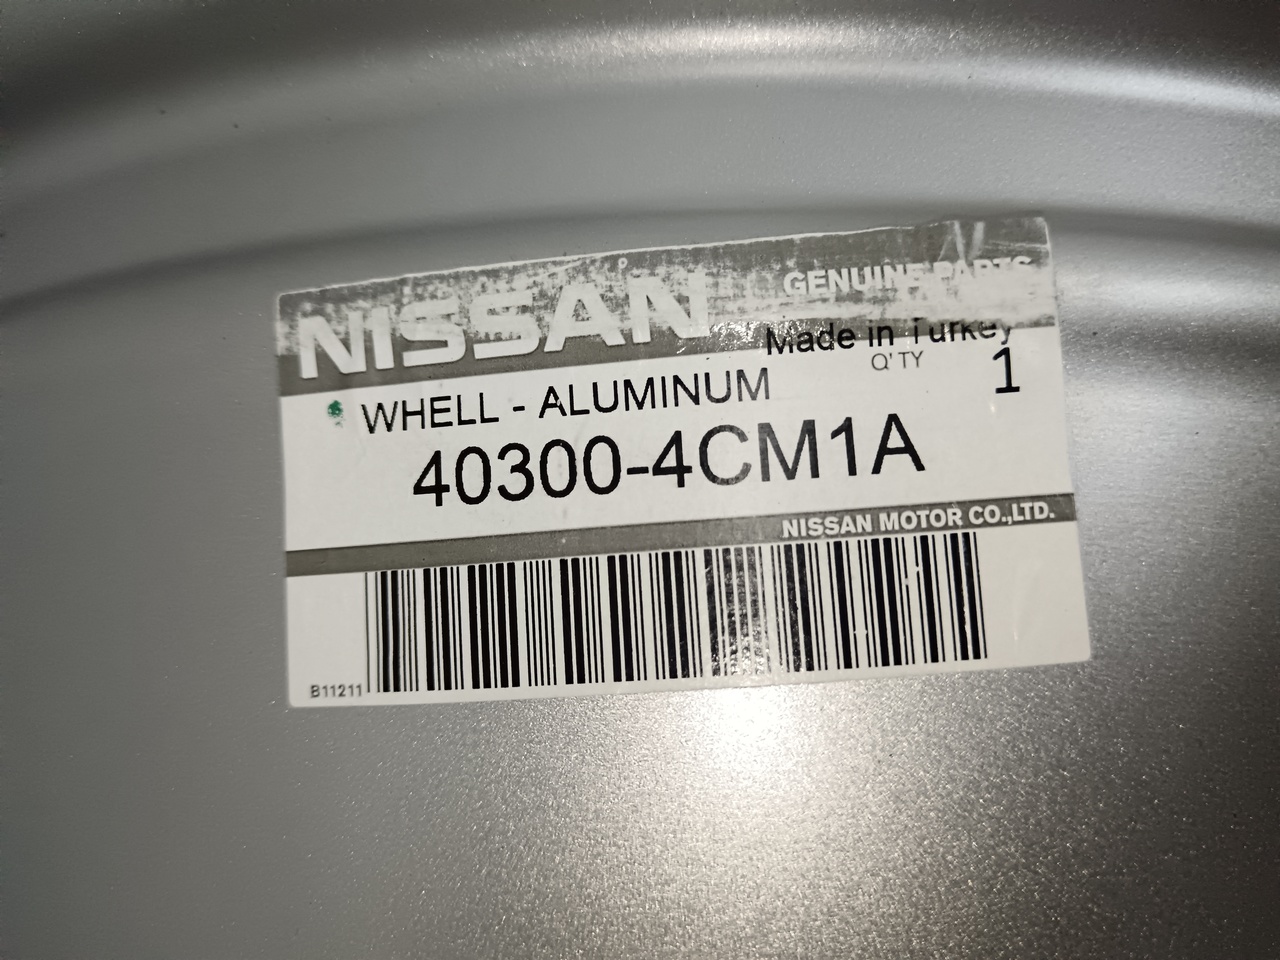 NISSAN
GENUINE PARTS
Made in Turkey
Q'TY
1
WHELL - ALUMINUM
40300-4CM1A
NISSAN MOTOR CO.,LTD.
B11211